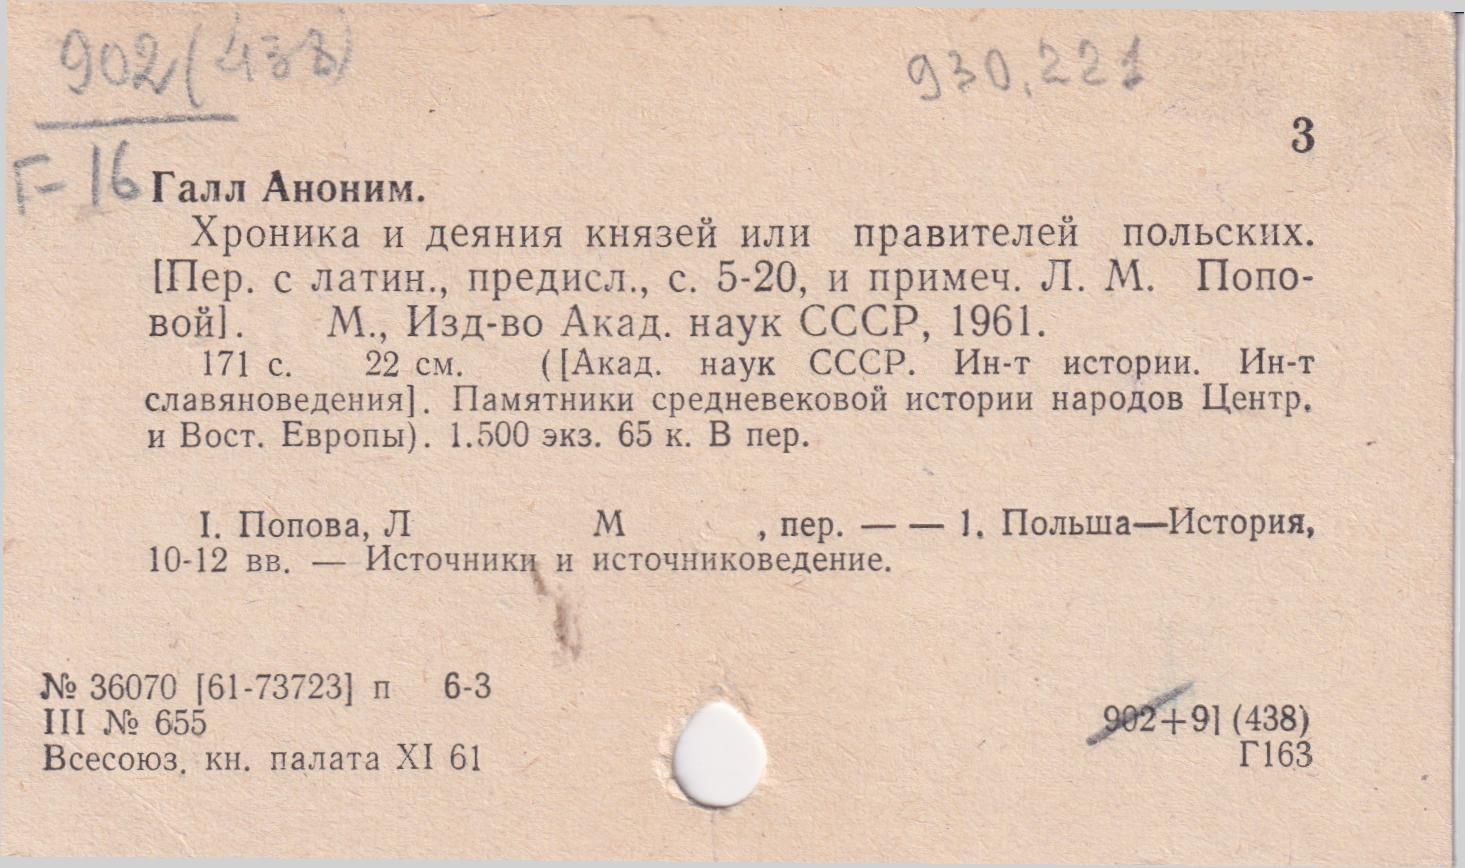 902(438)
930.221
3
Г-16
Галл Аноним.
Хроника и деяния князей или правителей польских.
[Пер. с латин., предисл., с. 5-20, и примеч. Л. М. Попо-
вой]. М., Изд-во Акад. наук СССР, 1961.
171 с. 22 см. ([Акад. наук СССР. Ин-т истории. Ин-т
славяноведения]. Памятники средневековой истории народов Центр.
и Вост. Европы). 1.500 экз. 65 к. В пер.
I. Попова, Л М , пер. — — 1. Польша—История,
10-12 вв. — Источники и источниковедение.
№ 36070 [61-73723] п 6-3
III № 655
Всесоюз. кн. палата XI 61
902+91 (438)
Г163